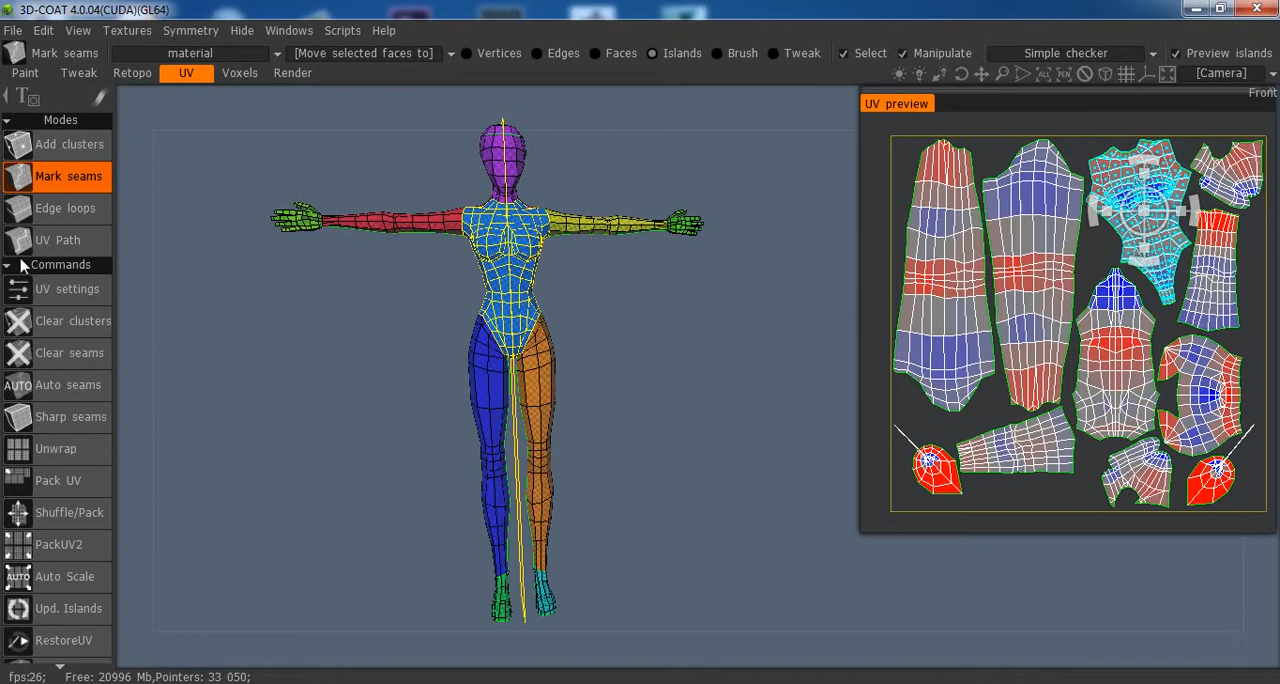 3D-COAT 4.0.04(CUDA)(GL64)
File Edit View Textures Symmetry Hide Windows Scripts Help
Mark seams material [Move selected faces to] Vertices Edges Faces Islands Brush Tweak Select Manipulate Simple checker Preview islands
Paint Tweak Retopo UV Voxels Render ALL PEN [Camera]
Front
T
UV preview
Modes
Add clusters
Mark seams
Edge loops
UV Path
Commands
UV settings
Clear clusters
Clear seams
AUTO Auto seams
Sharp seams
Unwrap
Pack UV
Shuffle/Pack
PackUV2
AUTO Auto Scale
Upd. Islands
RestoreUV
fps:26; Free: 20996 Mb,Pointers: 33 050;